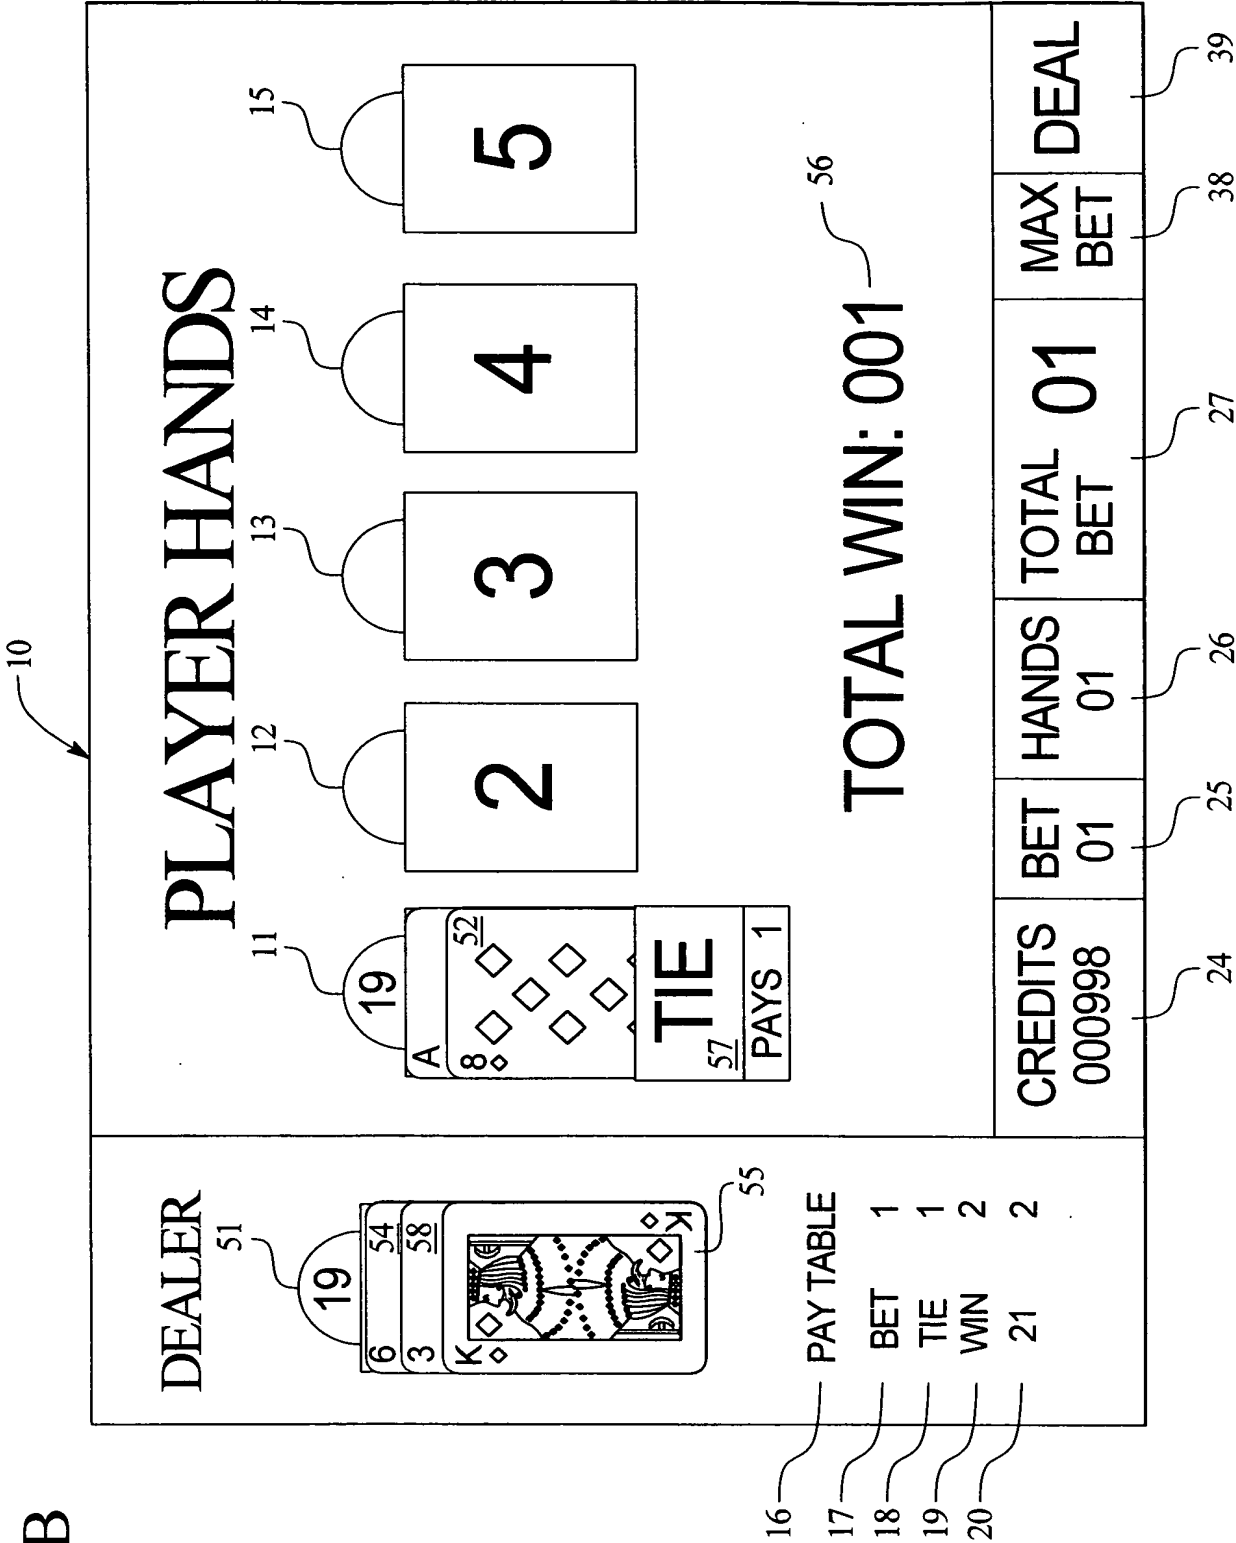 B
10
DEALER
PLAYER HANDS
51
19
6 54
3 58
K
K
55
11
19
A
8 52
TIE
57
PAYS 1
12
2
13
3
14
4
15
5
16 PAY TABLE
17 BET 1
18 TIE 1
19 WIN 2
20 21 2
TOTAL WIN: 001 56
CREDITS
000998
BET
01
HANDS
01
TOTAL
BET
01
MAX
BET
DEAL
24 25 26 27 38 39